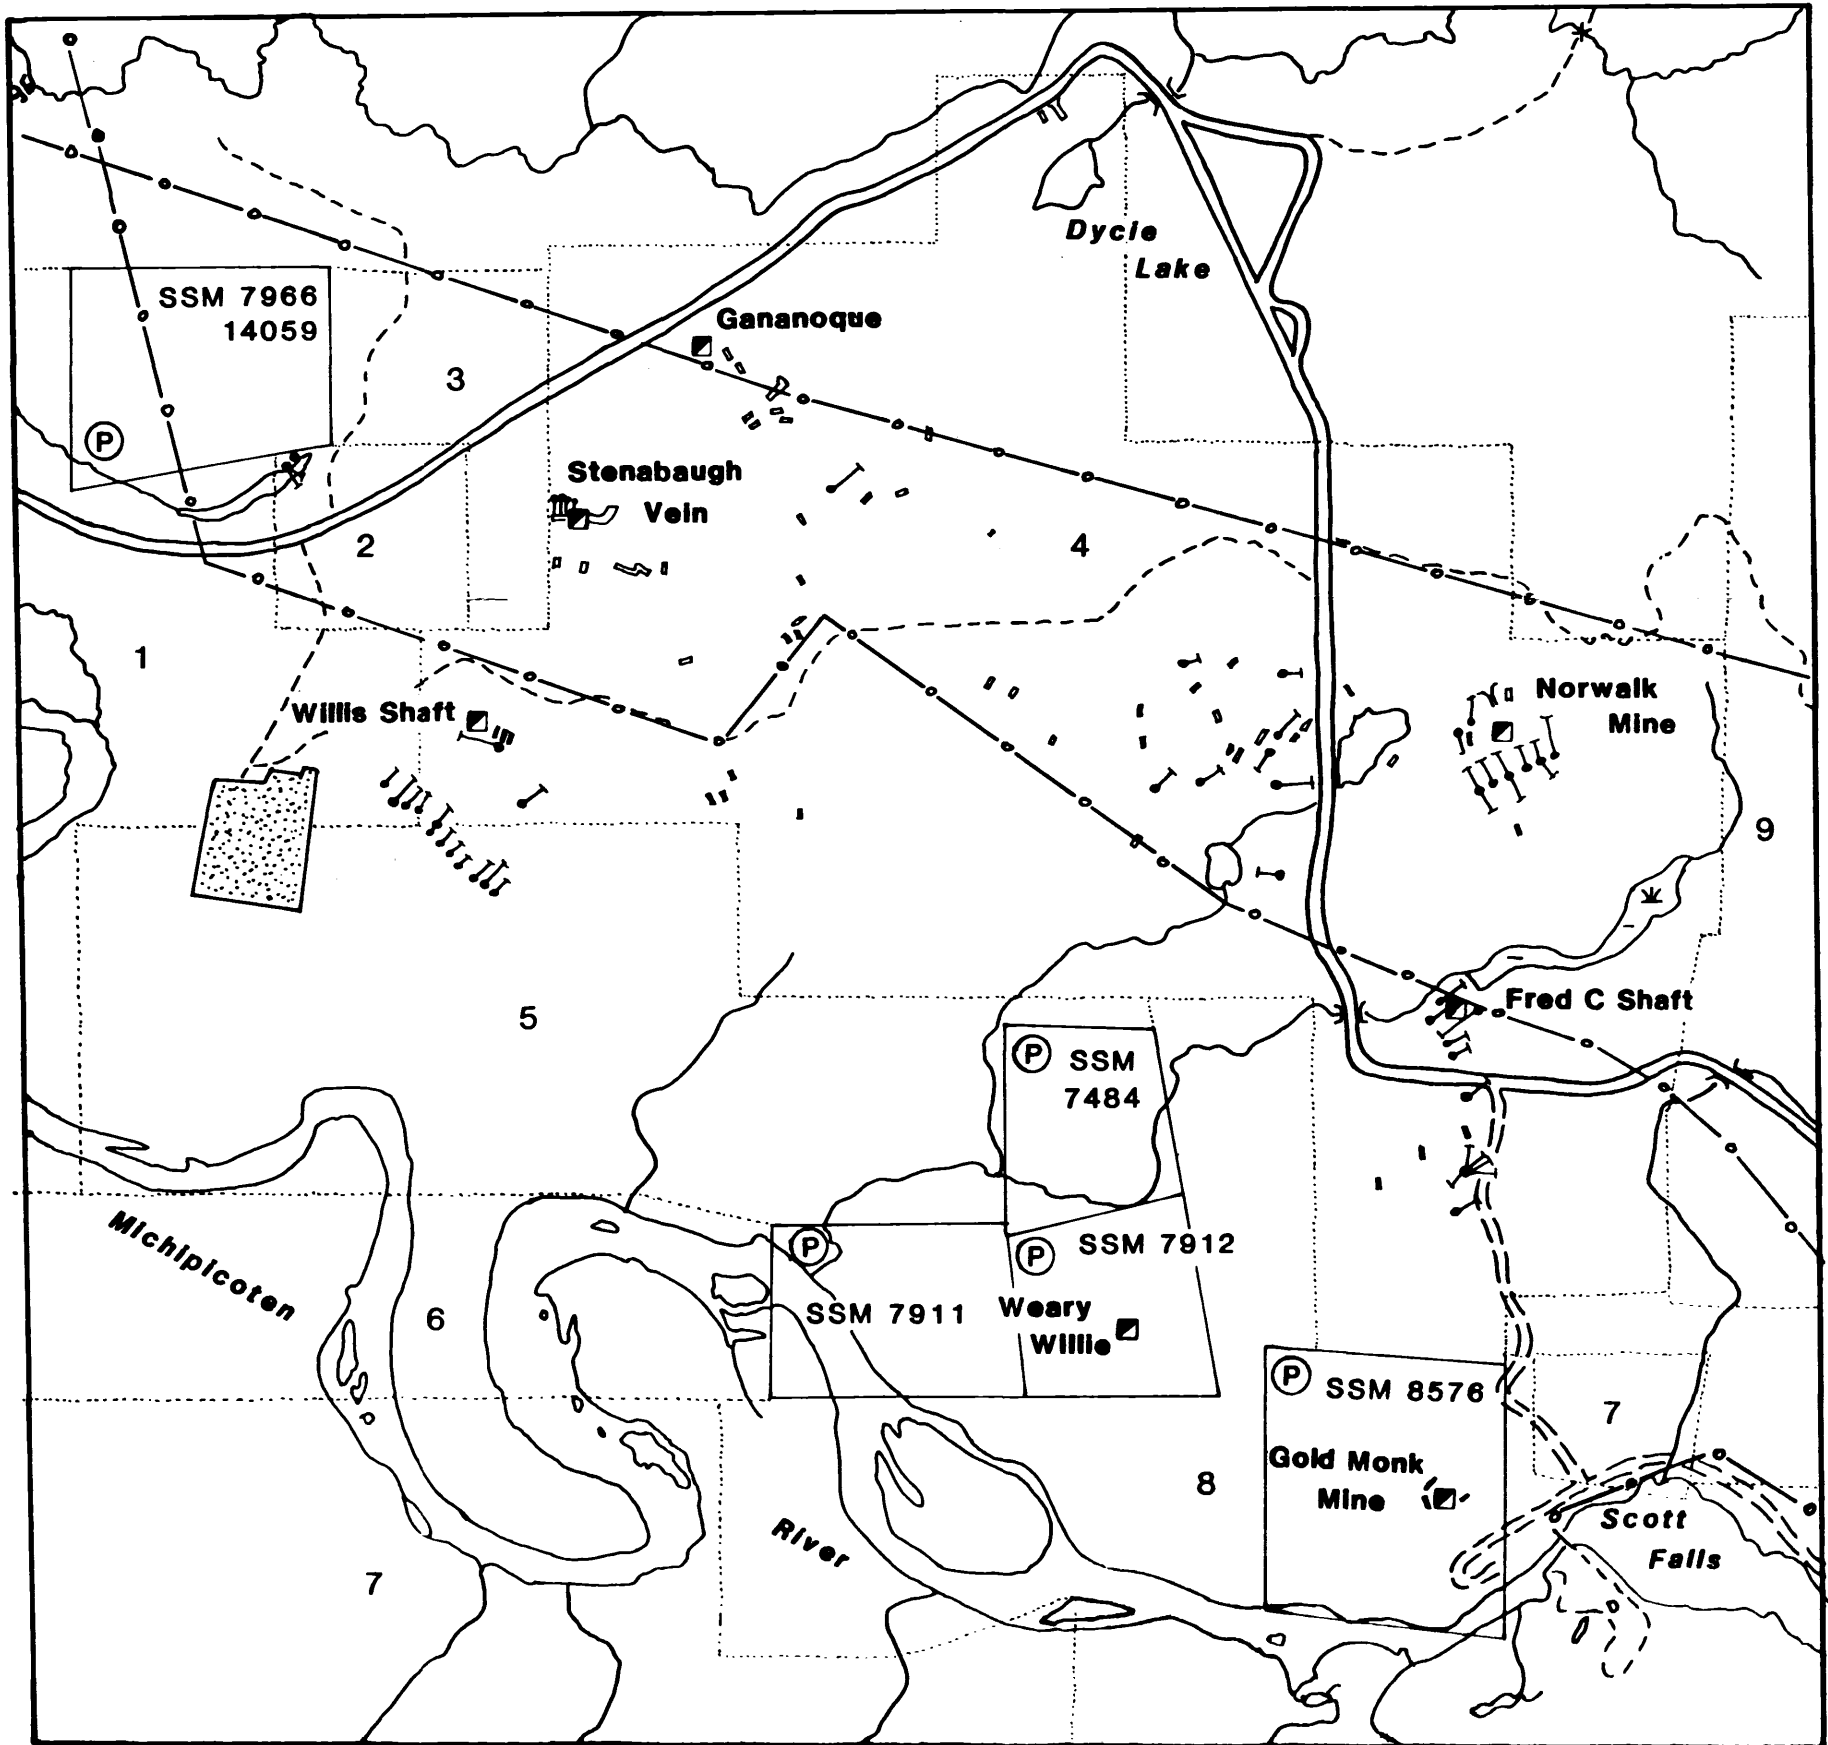 Dycie
Lake
SSM 7966
14059
Gananoque
3
P
Stenabaugh
Vein
2
4
1
Willis Shaft
Norwalk
Mine
9
5
Fred C Shaft
P SSM
7484
Michipicoten
P
P SSM 7912
SSM 7911
Weary
Willie
6
P SSM 8576
7
Gold Monk
Mine
8
Scott
Falls
River
7